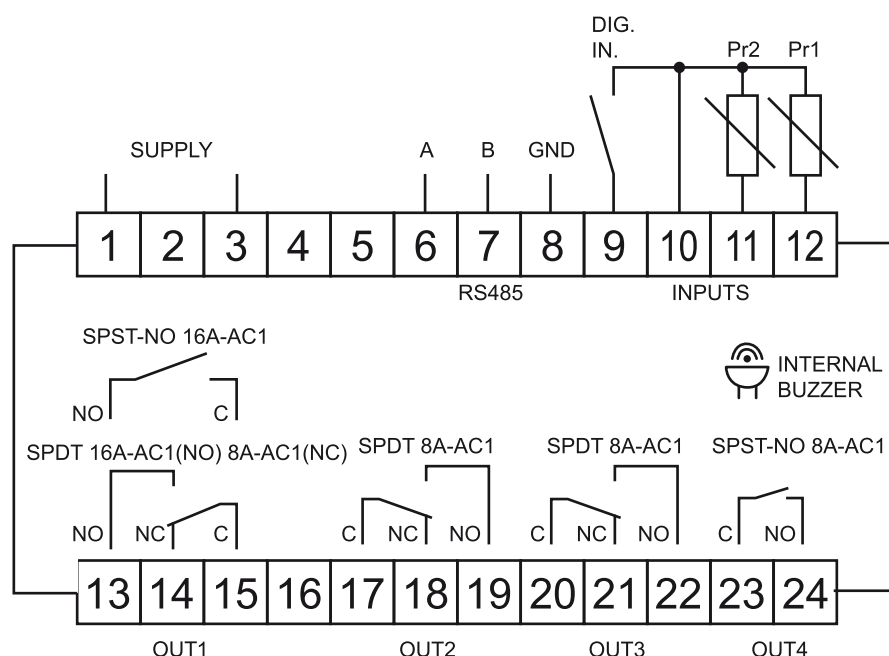 DIG.
IN.
Pr2 Pr1
SUPPLY A B GND
1 2 3 4 5 6 7 8 9 10 11 12
RS485 INPUTS
SPST-NO 16A-AC1
INTERNAL
BUZZER
NO C
SPDT 16A-AC1(NO) 8A-AC1(NC) SPDT 8A-AC1 SPDT 8A-AC1 SPST-NO 8A-AC1
NO NC C C NC NO C NC NO C NO
13 14 15 16 17 18 19 20 21 22 23 24
OUT1 OUT2 OUT3 OUT4